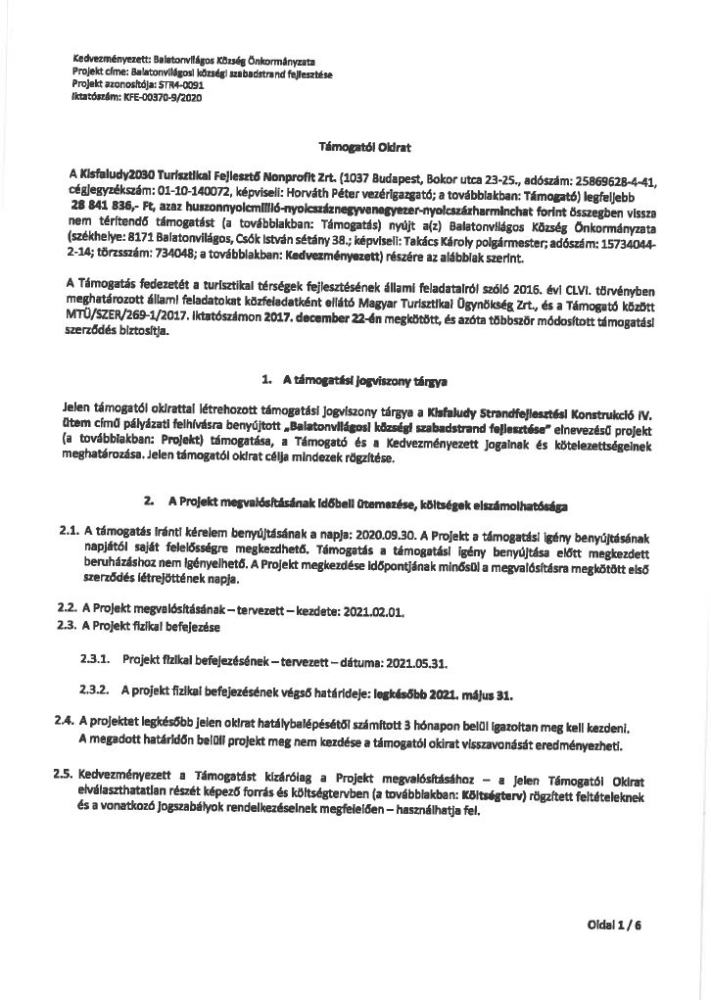 Kedvezményezett: Balatonvilágos Község Önkormányzata
Projekt címe: Balatonvilágosi községi szabadstrand fejlesztése
Projekt azonosítója: STR4-0091
Iktatószám: KFE-00370-9/2020
Támogatói Okirat
A Kisfaludy2030 Turisztikai Fejlesztő Nonprofit Zrt. (1037 Budapest, Bokor utca 23-25., adószám: 25869628-4-41,
cégjegyzékszám: 01-10-140072, képviseli: Horváth Péter vezérigazgató; a továbbiakban: Támogató) legfeljebb
28 841 836,- Ft, azaz huszonnyolcmillió-nyolcszáznegyvenegyezer-nyolcszázharminchat forint összegben vissza
nem térítendő támogatást (a továbbiakban: Támogatás) nyújt a(z) Balatonvilágos Község Önkormányzata
(székhelye: 8171 Balatonvilágos, Csók István sétány 38.; képviseli: Takács Károly polgármester; adószám: 15734044-
2-14; törzsszám: 734048; a továbbiakban: Kedvezményezett) részére az alábbiak szerint.
A Támogatás fedezetét a turisztikai térségek fejlesztésének állami feladatairól szóló 2016. évi CLVI. törvényben
meghatározott állami feladatokat közfeladatként ellátó Magyar Turisztikai Ügynökség Zrt., és a Támogató között
MTÜ/SZER/269-1/2017. iktatószámon 2017. december 22-én megkötött, és azóta többször módosított támogatási
szerződés biztosítja.
1. A támogatási jogviszony tárgya
Jelen támogatói okirattal létrehozott támogatási jogviszony tárgya a Kisfaludy Strandfejlesztési Konstrukció IV.
ütem című pályázati felhívásra benyújtott „Balatonvilágosi községi szabadstrand fejlesztése” elnevezésű projekt
(a továbbiakban: Projekt) támogatása, a Támogató és a Kedvezményezett jogainak és kötelezettségeinek
meghatározása. Jelen támogatói okirat célja mindezek rögzítése.
2. A Projekt megvalósításának időbeli ütemezése, költségek elszámolhatósága
2.1. A támogatás iránti kérelem benyújtásának a napja: 2020.09.30. A Projekt a támogatási igény benyújtásának
napjától saját felelősségre megkezdhető. Támogatás a támogatási igény benyújtása előtt megkezdett
beruházáshoz nem igényelhető. A Projekt megkezdése időpontjának minősül a megvalósításra megkötött első
szerződés létrejöttének napja.
2.2. A Projekt megvalósításának – tervezett – kezdete: 2021.02.01.
2.3. A Projekt fizikai befejezése
2.3.1. Projekt fizikai befejezésének – tervezett – dátuma: 2021.05.31.
2.3.2. A projekt fizikai befejezésének végső határideje: legkésőbb 2021. május 31.
2.4. A projektet legkésőbb jelen okirat hatálybalépésétől számított 3 hónapon belül igazoltan meg kell kezdeni.
A megadott határidőn belüli projekt meg nem kezdése a támogatói okirat visszavonását eredményezheti.
2.5. Kedvezményezett a Támogatást kizárólag a Projekt megvalósításához – a jelen Támogatói Okirat
elválaszthatatlan részét képező forrás és költségtervben (a továbbiakban: Költségterv) rögzített feltételeknek
és a vonatkozó jogszabályok rendelkezéseinek megfelelően – használhatja fel.
Oldal 1 / 6